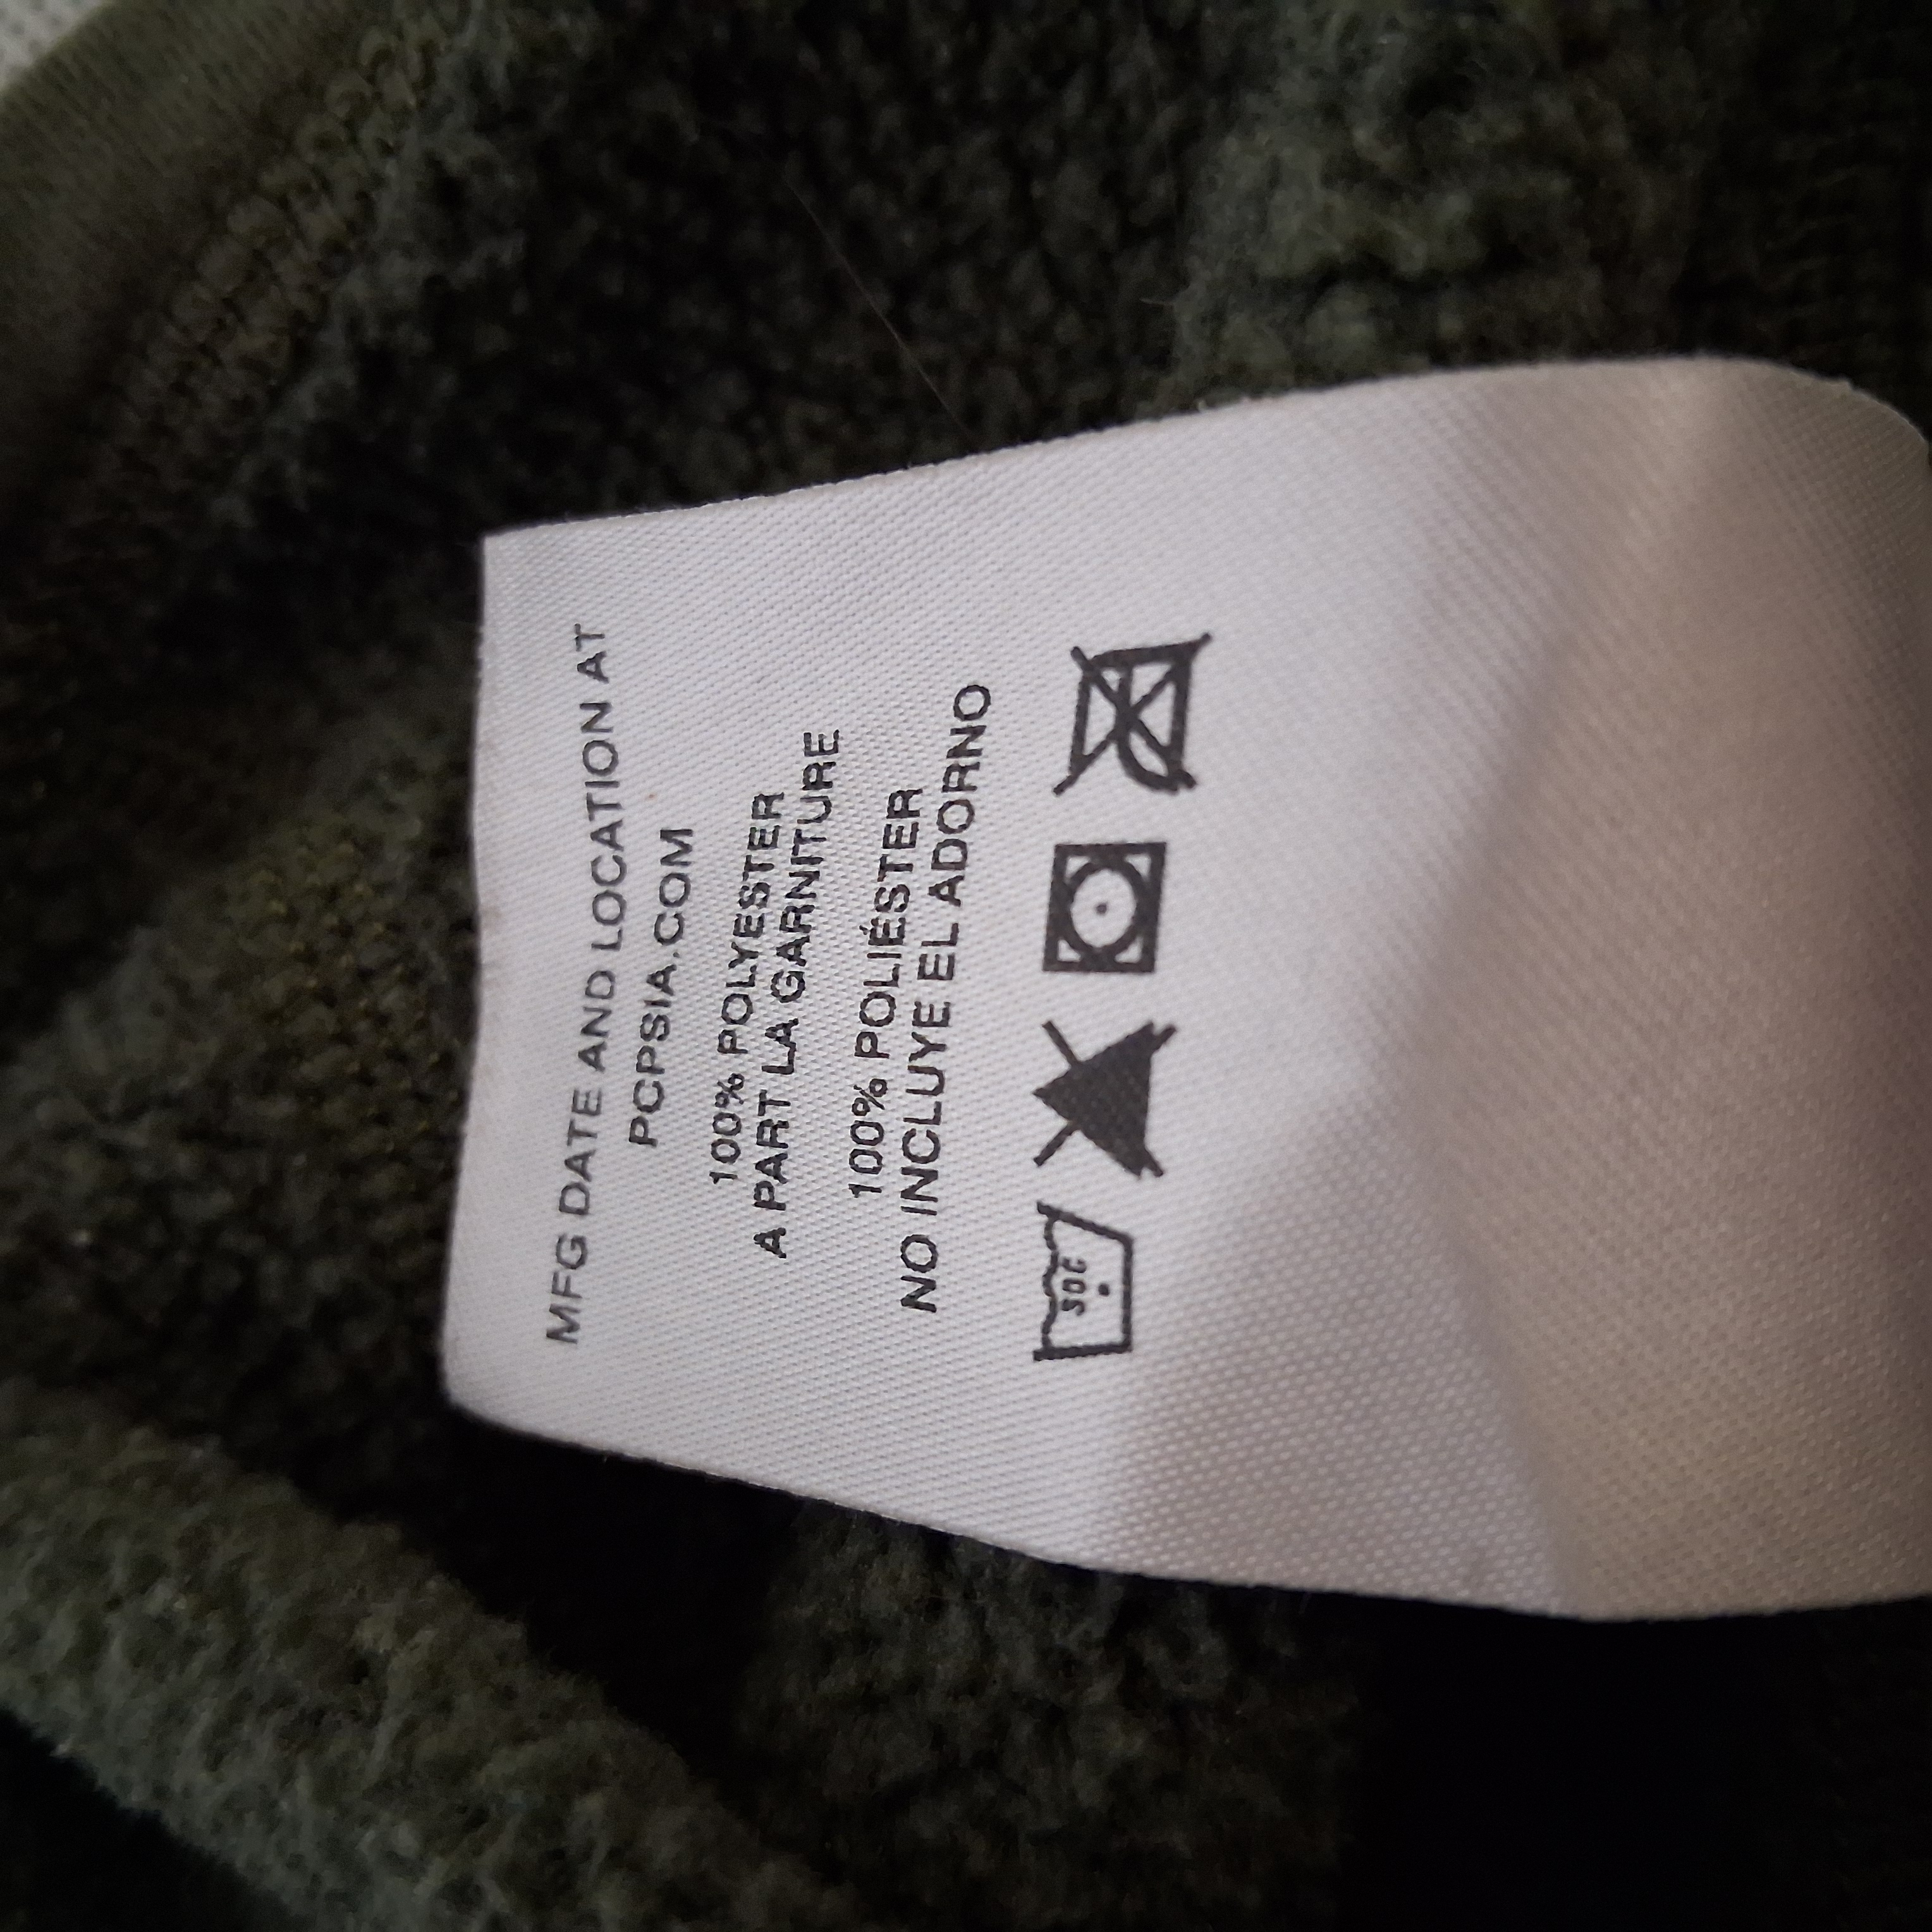 MFG DATE AND LOCATION AT
PCPSIA.COM
100% POLYESTER
A PART LA GARNITURE
100% POLIÉSTER
NO INCLUYE EL ADORNO
30C